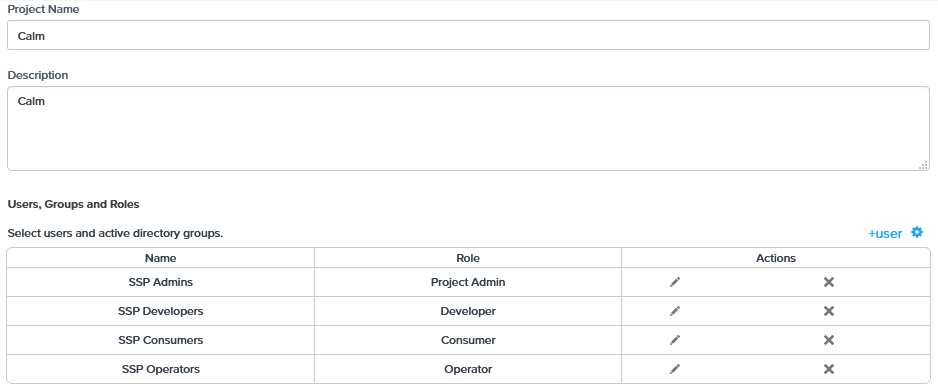 Project Name
Calm
Description
Calm
Users, Groups and Roles
Select users and active directory groups. +user
Name Role Actions
SSP Admins Project Admin
SSP Developers Developer
SSP Consumers Consumer
SSP Operators Operator